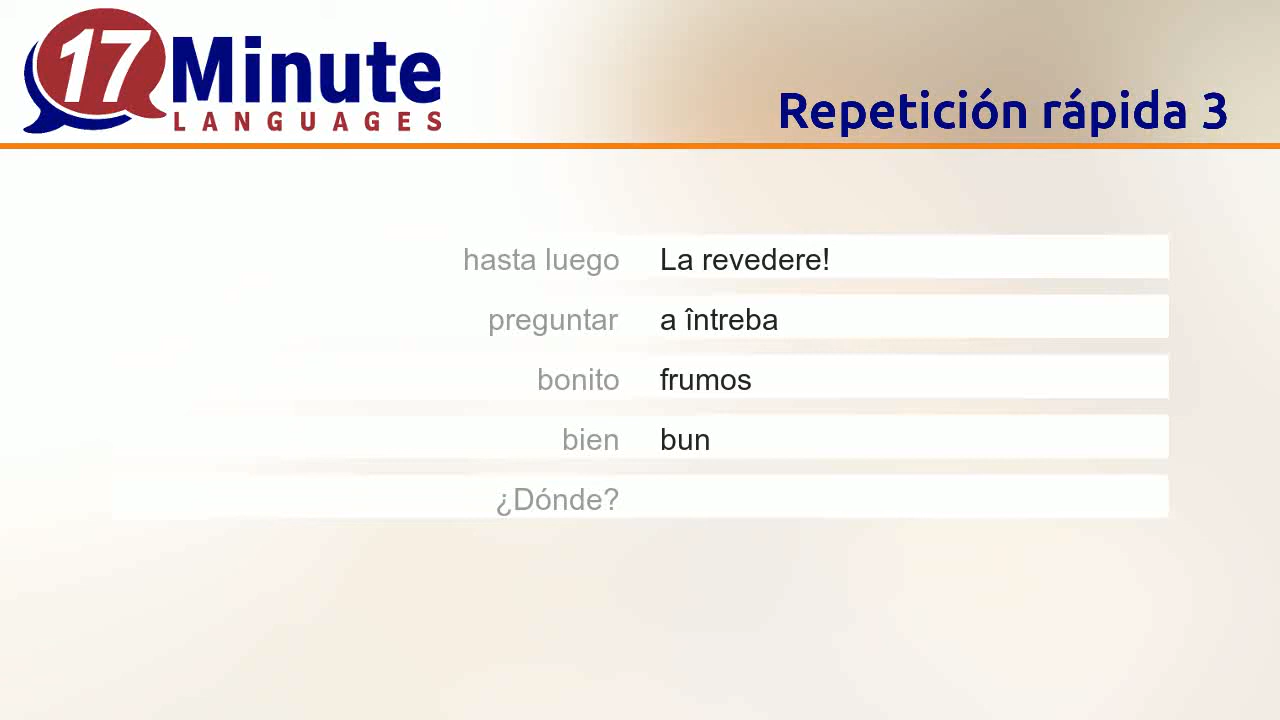 17 Minute
LANGUAGES
Repetición rápida 3
hasta luego La revedere!
preguntar a întreba
bonito frumos
bien bun
¿Dónde?